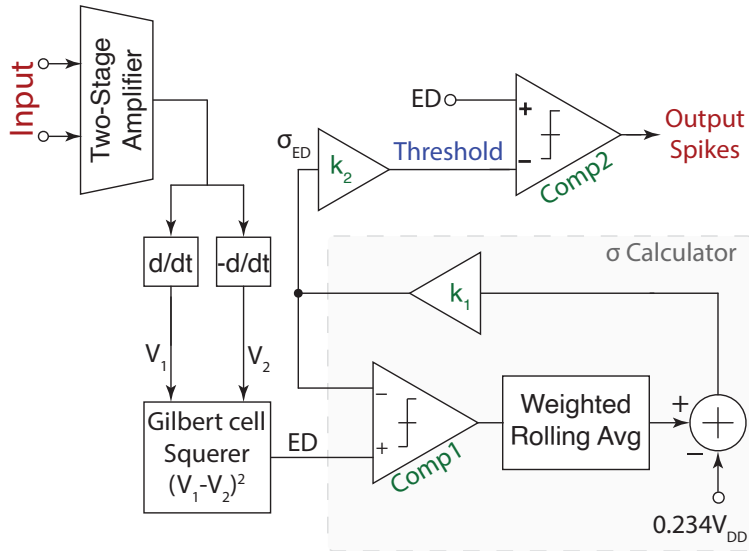 Input
Two-Stage
Amplifier
ED
+
-
Comp2
Output
Spikes
σED
k2
Threshold
d/dt
-d/dt
σ Calculator
k1
V1
V2
Gilbert cell
Squerer
(V1-V2)²
ED
-
+
Comp1
Weighted
Rolling Avg
+
+
-
0.234VDD